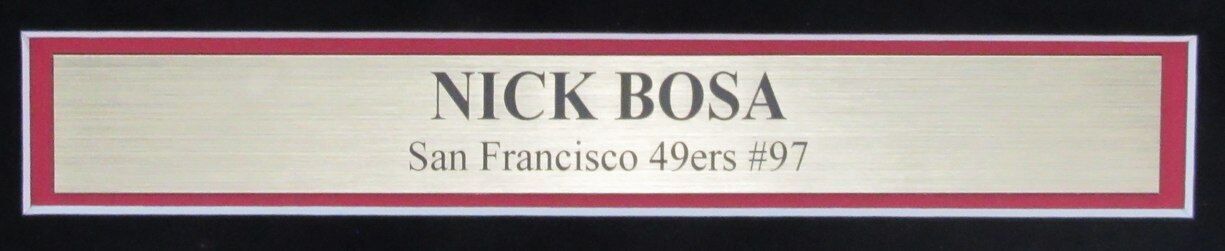 NICK BOSA
San Francisco 49ers #97